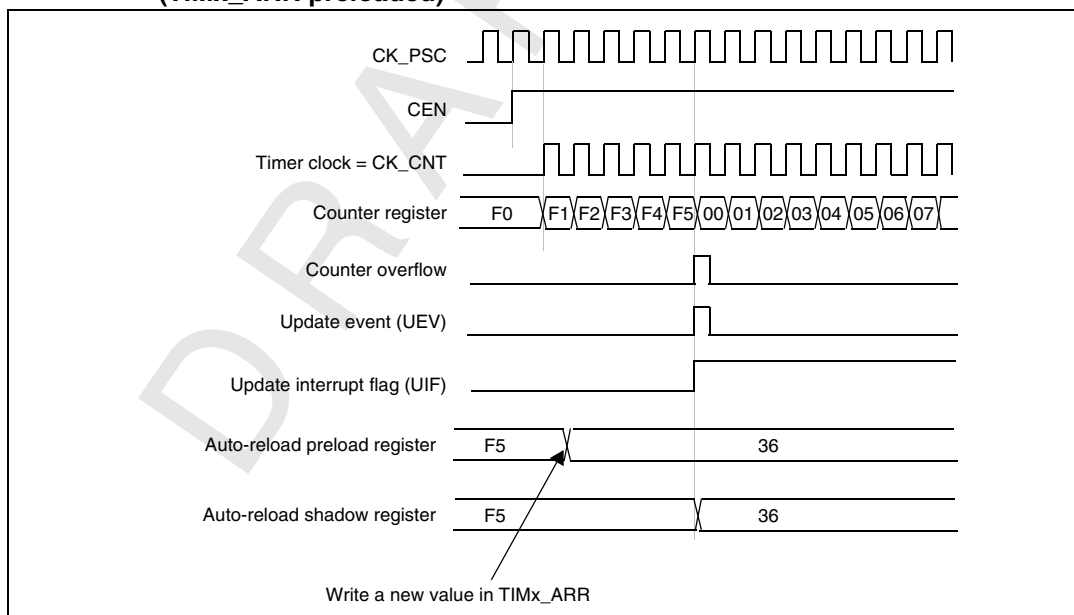 (TIMx_ARR preloaded)
CK_PSC
CEN
Timer clock = CK_CNT
Counter register F0 F1 F2 F3 F4 F5 00 01 02 03 04 05 06 07
Counter overflow
Update event (UEV)
Update interrupt flag (UIF)
Auto-reload preload register F5 36
Auto-reload shadow register F5 36
Write a new value in TIMx_ARR
DRA